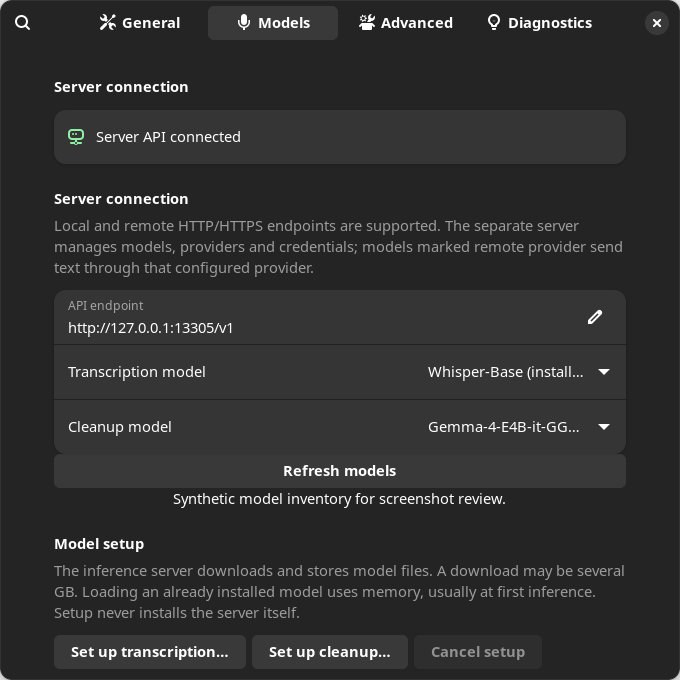 General
Models
Advanced
Diagnostics
Server connection
Server API connected
Server connection
Local and remote HTTP/HTTPS endpoints are supported. The separate server
manages models, providers and credentials; models marked remote provider send
text through that configured provider.
API endpoint
http://127.0.0.1:13305/v1
Transcription model
Whisper-Base (install...
Cleanup model
Gemma-4-E4B-it-GG...
Refresh models
Synthetic model inventory for screenshot review.
Model setup
The inference server downloads and stores model files. A download may be several
GB. Loading an already installed model uses memory, usually at first inference.
Setup never installs the server itself.
Set up transcription...
Set up cleanup...
Cancel setup